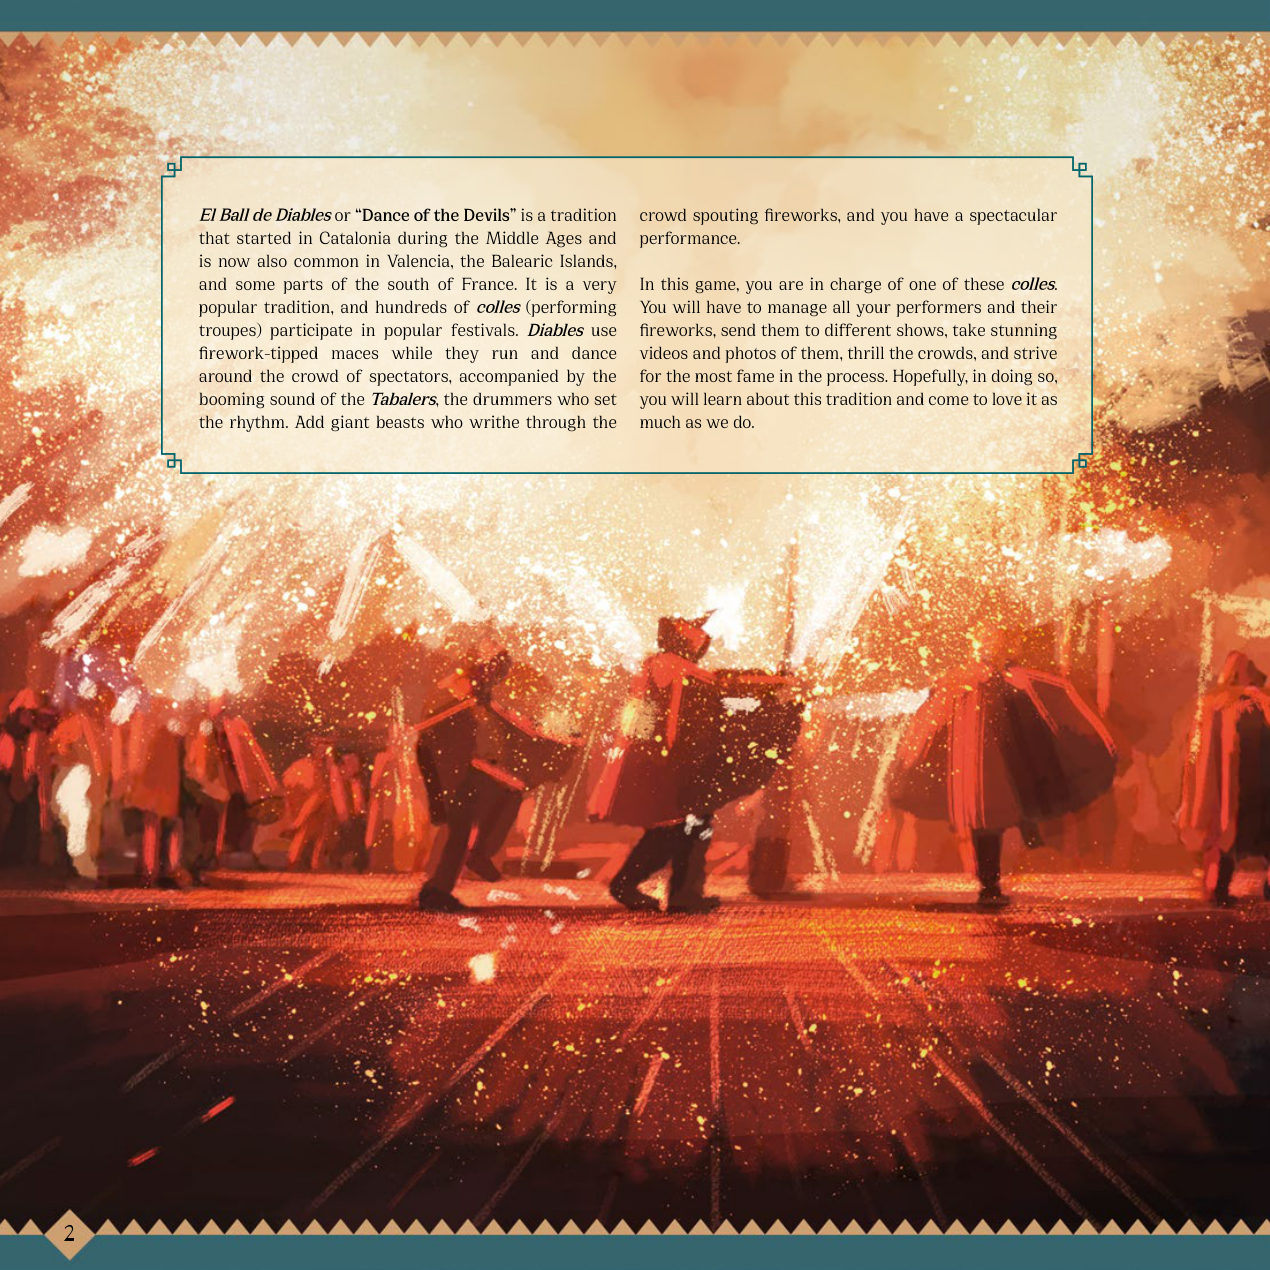 El Ball de Diables or “Dance of the Devils” is a tradition
that started in Catalonia during the Middle Ages and
is now also common in Valencia, the Balearic Islands,
and some parts of the south of France. It is a very
popular tradition, and hundreds of colles (performing
troupes) participate in popular festivals. Diables use
firework-tipped maces while they run and dance
around the crowd of spectators, accompanied by the
booming sound of the Tabalers, the drummers who set
the rhythm. Add giant beasts who writhe through the
crowd spouting fireworks, and you have a spectacular
performance.
In this game, you are in charge of one of these colles.
You will have to manage all your performers and their
fireworks, send them to different shows, take stunning
videos and photos of them, thrill the crowds, and strive
for the most fame in the process. Hopefully, in doing so,
you will learn about this tradition and come to love it as
much as we do.
2